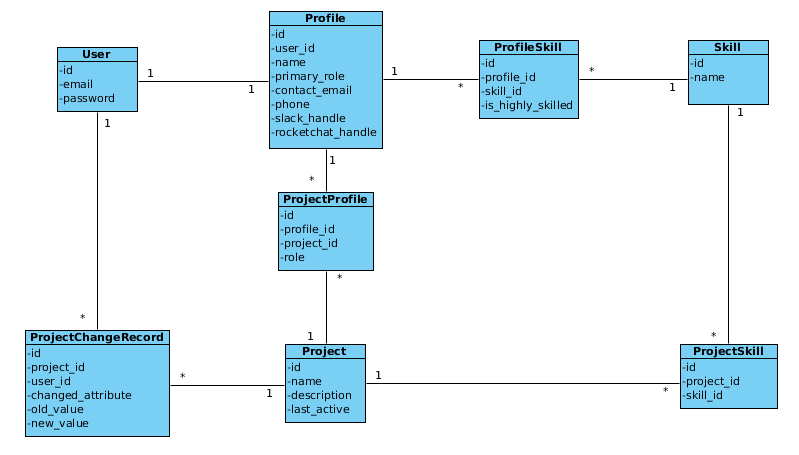 User
-id
-email
-password
Profile
-id
-user_id
-name
-primary_role
-contact_email
-phone
-slack_handle
-rocketchat_handle
ProfileSkill
-id
-profile_id
-skill_id
-is_highly_skilled
Skill
-id
-name
1
1
1
*
*
1
1
1
*
1
ProjectProfile
-id
-profile_id
-project_id
-role
*
1
*
*
ProjectChangeRecord
-id
-project_id
-user_id
-changed_attribute
-old_value
-new_value
*
1
Project
-id
-name
-description
-last_active
1
*
ProjectSkill
-id
-project_id
-skill_id